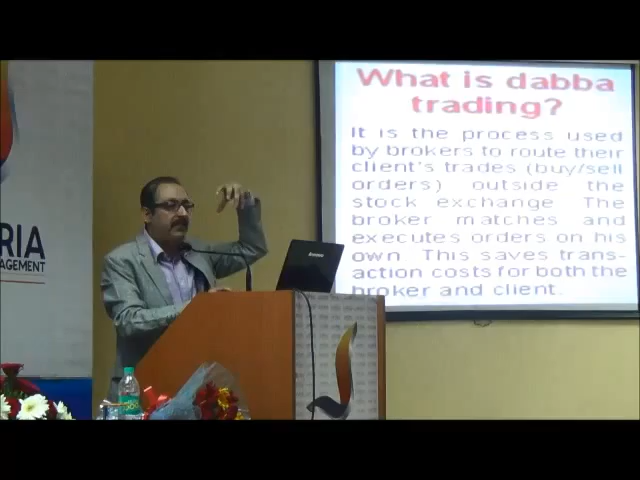 What is dabba
trading?
It is the process used
by brokers to route their
client's trades (buy/sell
orders) outside the
stock exchange The
broker matches and
executes orders on his
own. This saves trans-
action costs for both the
broker and client.
RIA
AGEMENT
lenovo